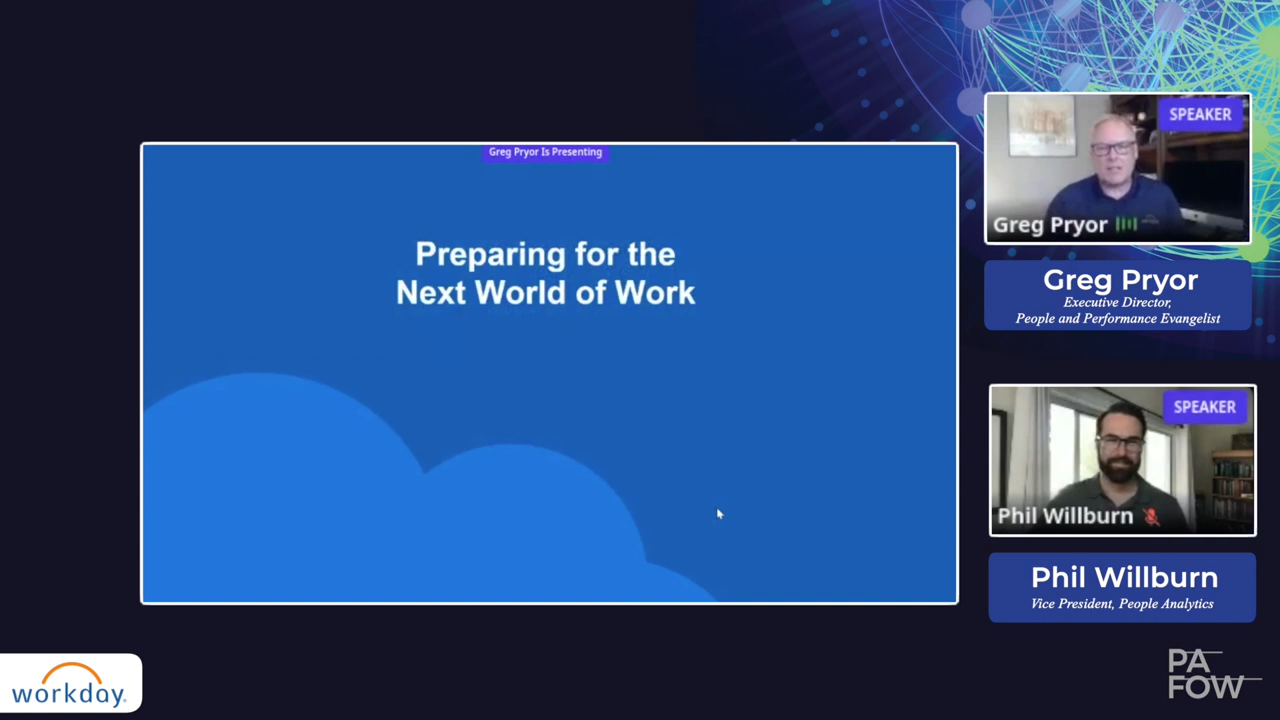 Greg Pryor Is Presenting
Preparing for the
Next World of Work
SPEAKER
Greg Pryor
Greg Pryor
Executive Director,
People and Performance Evangelist
SPEAKER
Phil Willburn
Phil Willburn
Vice President, People Analytics
workday.
PA
FOW